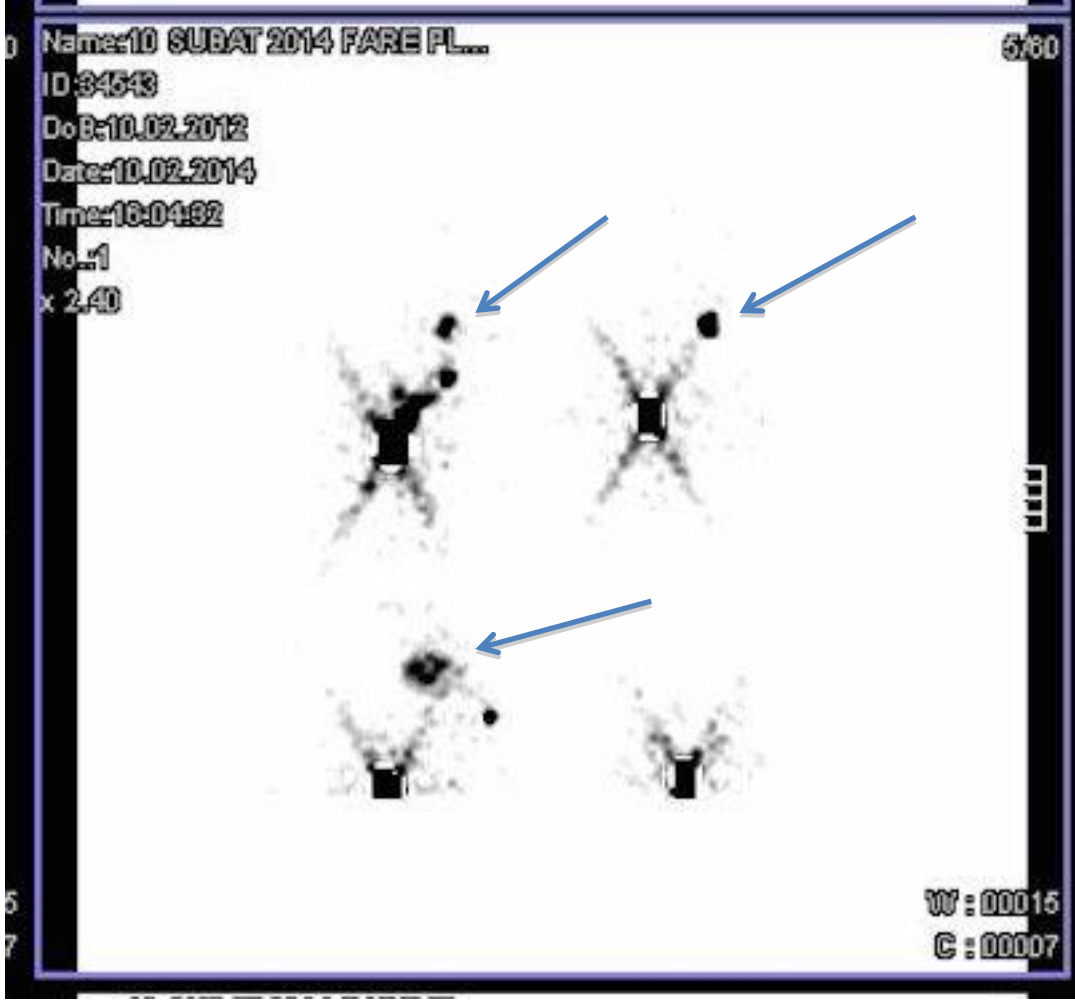 Name:10 SUBAT 2014 FARE PL...
5/60
ID:34543
DoB:10.02.2012
Date:10.02.2014
Time:16:04:32
No.:1
x 2.40
W : 00015
C : 00007